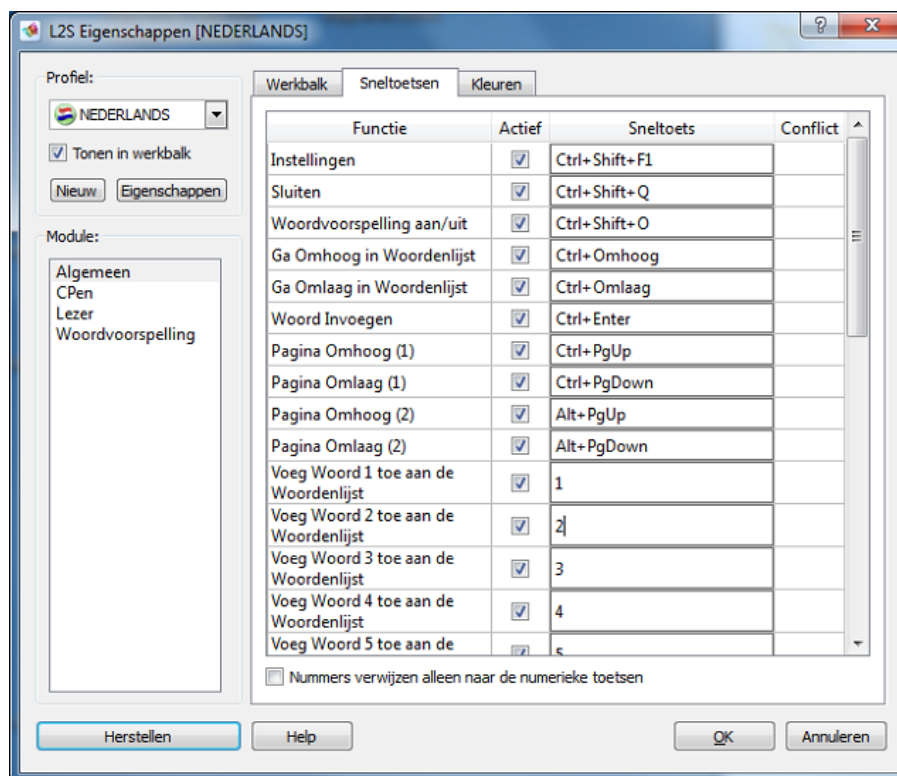 L2S Eigenschappen [NEDERLANDS]
Profiel:
NEDERLANDS
Tonen in werkbalk
Nieuw Eigenschappen
Module:
Algemeen
CPen
Lezer
Woordvoorspelling
Werkbalk Sneltoetsen Kleuren
Functie Actief Sneltoets Conflict
Instellingen Ctrl+Shift+F1
Sluiten Ctrl+Shift+Q
Woordvoorspelling aan/uit Ctrl+Shift+O
Ga Omhoog in Woordenlijst Ctrl+Omhoog
Ga Omlaag in Woordenlijst Ctrl+Omlaag
Woord Invoegen Ctrl+Enter
Pagina Omhoog (1) Ctrl+PgUp
Pagina Omlaag (1) Ctrl+PgDown
Pagina Omhoog (2) Alt+PgUp
Pagina Omlaag (2) Alt+PgDown
Voeg Woord 1 toe aan de
Woordenlijst 1
Voeg Woord 2 toe aan de
Woordenlijst 2
Voeg Woord 3 toe aan de
Woordenlijst 3
Voeg Woord 4 toe aan de
Woordenlijst 4
Voeg Woord 5 toe aan de
5
Nummers verwijzen alleen naar de numerieke toetsen
Herstellen Help OK Annuleren